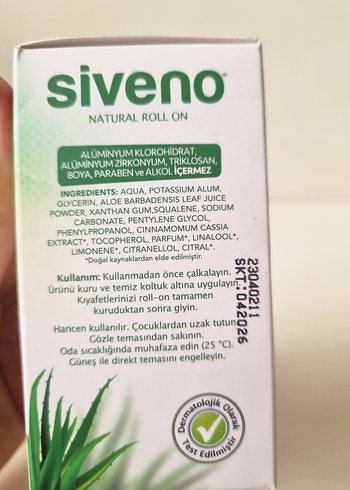 siveno®
NATURAL ROLL ON
ALÜMİNYUM KLOROHİDRAT,
ALÜMİNYUM ZİRKONYUM, TRİKLOSAN,
BOYA, PARABEN ve ALKOL İÇERMEZ
INGREDIENTS: AQUA, POTASSIUM ALUM,
GLYCERIN, ALOE BARBADENSIS LEAF JUICE
POWDER, XANTHAN GUM,SQUALENE, SODIUM
CARBONATE, PENTYLENE GLYCOL,
PHENYLPROPANOL, CINNAMOMUM CASSIA
EXTRACT*, TOCOPHEROL, PARFUM*, LINALOOL*,
LIMONENE*, CITRANELLOL, CITRAL*.
*Doğal kaynaklardan elde edilmiştir.
Kullanım: Kullanmadan önce çalkalayın.
Ürünü kuru ve temiz koltuk altına uygulayın.
Kıyafetlerinizi roll-on tamamen
kuruduktan sonra giyin.
Haricen kullanılır. Çocuklardan uzak tutun.
Gözle temasından sakının.
Oda sıcaklığında muhafaza edin (25 °C).
Güneş ile direkt temasını engelleyin.
23040211
SKT:042026
Dermatolojik Olarak
Test Edilmiştir